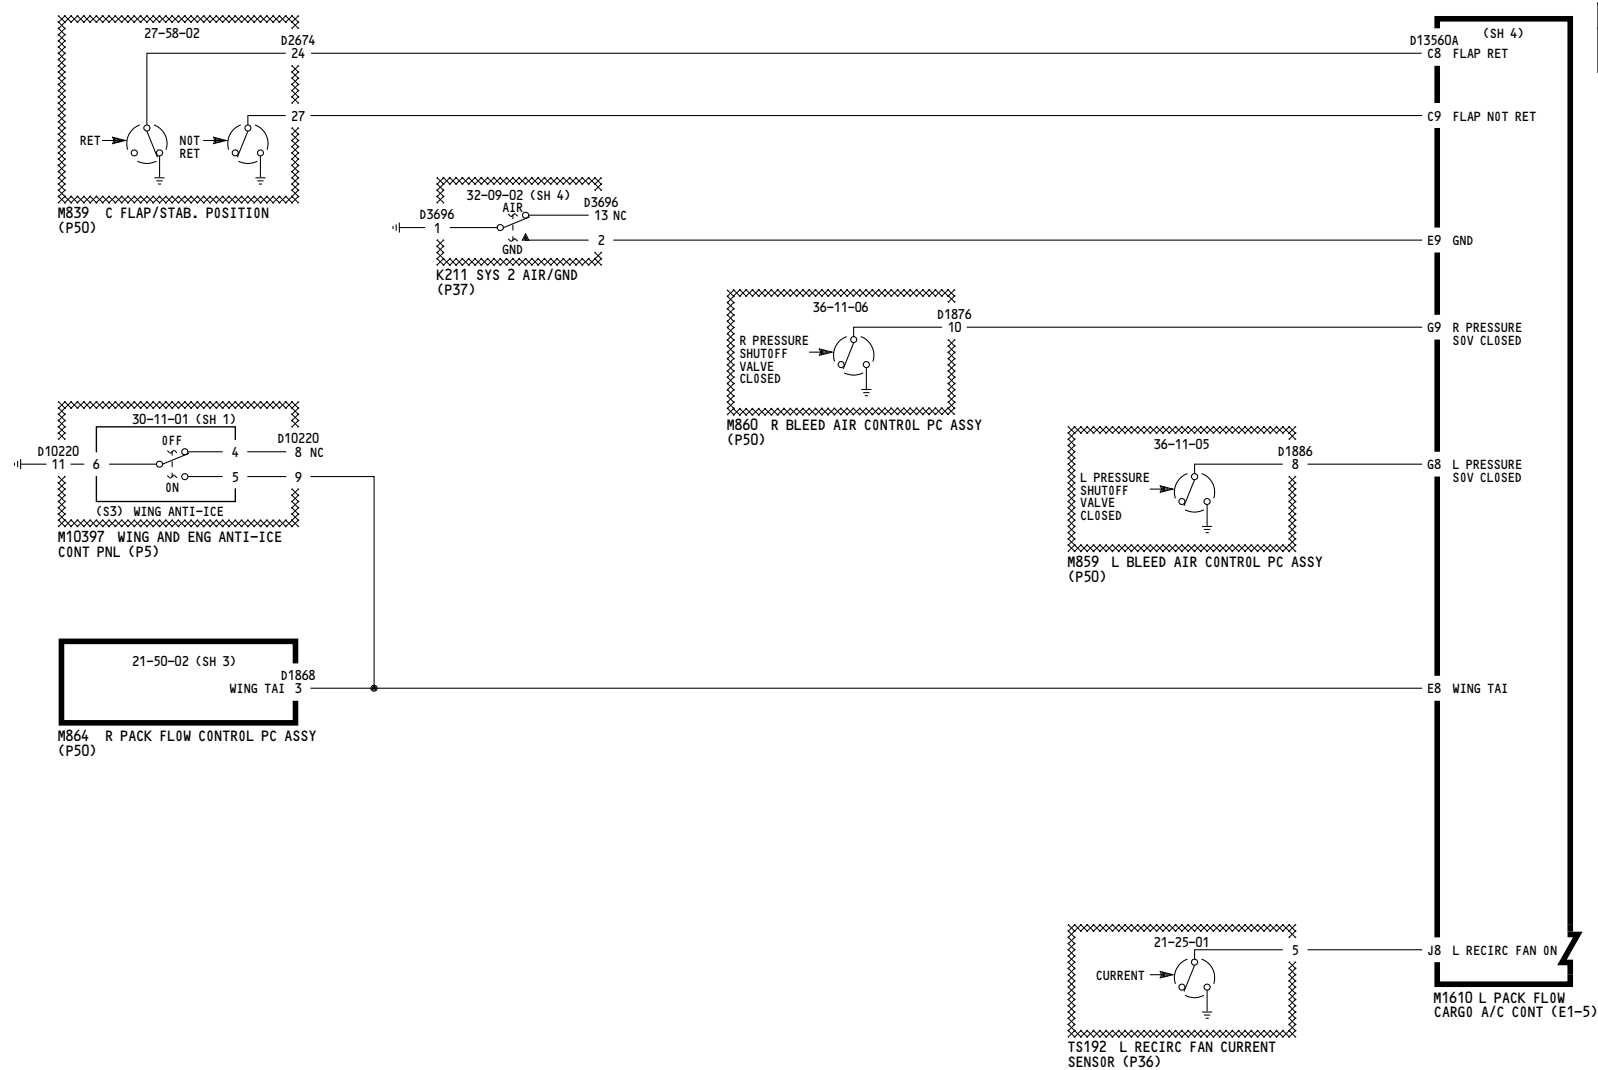 27-58-02
D2674
24
27
RET
NOT
RET
M839 C FLAP/STAB. POSITION
(P50)
32-09-02 (SH 4)
AIR
D3696
D3696
1
13 NC
2
GND
K211 SYS 2 AIR/GND
(P37)
36-11-06
D1876
10
R PRESSURE
SHUTOFF
VALVE
CLOSED
M860 R BLEED AIR CONTROL PC ASSY
(P50)
30-11-01 (SH 1)
OFF
D10220
D10220
11
6
4
8 NC
5
9
ON
(S3) WING ANTI-ICE
M10397 WING AND ENG ANTI-ICE
CONT PNL (P5)
36-11-05
D1886
8
L PRESSURE
SHUTOFF
VALVE
CLOSED
M859 L BLEED AIR CONTROL PC ASSY
(P50)
21-50-02 (SH 3)
D1868
WING TAI 3
M864 R PACK FLOW CONTROL PC ASSY
(P50)
21-25-01
5
CURRENT
TS192 L RECIRC FAN CURRENT
SENSOR (P36)
(SH 4)
D13560A
C8 FLAP RET
C9 FLAP NOT RET
E9 GND
G9 R PRESSURE
SOV CLOSED
G8 L PRESSURE
SOV CLOSED
E8 WING TAI
J8 L RECIRC FAN ON
M1610 L PACK FLOW
CARGO A/C CONT (E1-5)